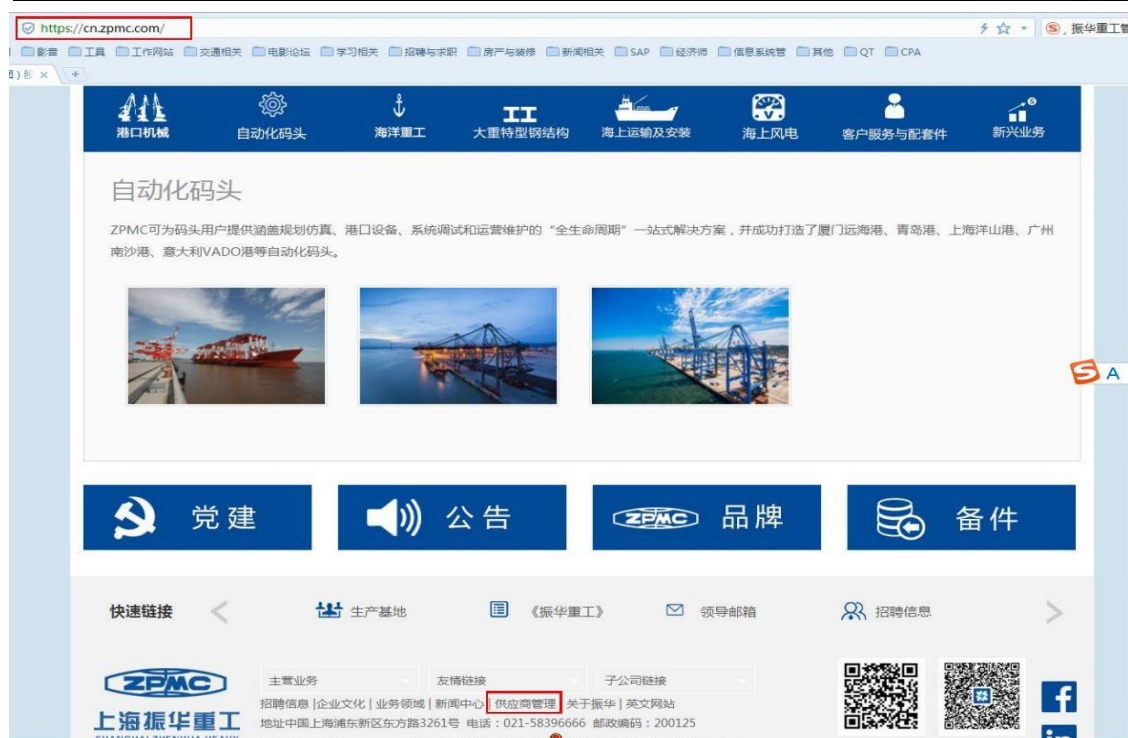 https://cn.zpmc.com/
振华重工管
影音 工具 工作网站 交通相关 电影论坛 学习相关 招聘与求职 房产与装修 新闻相关 SAP 经济师 信息系统管 其他 QT CPA
港口机械 自动化码头 海洋重工 大重特型钢结构 海上运输及安装 海上风电 客户服务与配套件 新兴业务
自动化码头
ZPMC可为码头用户提供涵盖规划仿真、港口设备、系统调试和运营维护的“全生命周期”一站式解决方案，并成功打造了厦门远海港、青岛港、上海洋山港、广州
南沙港、意大利VADO港等自动化码头。
A
党建 公告 ZPMC 品牌 备件
快速链接 生产基地 《振华重工》 领导邮箱 招聘信息
ZPMC
主营业务 友情链接 子公司链接
招聘信息|企业文化|业务领域|新闻中心|供应商管理|关于振华|英文网站
上海振华重工
地址中国上海浦东新区东方路3261号 电话：021-58396666 邮政编码：200125